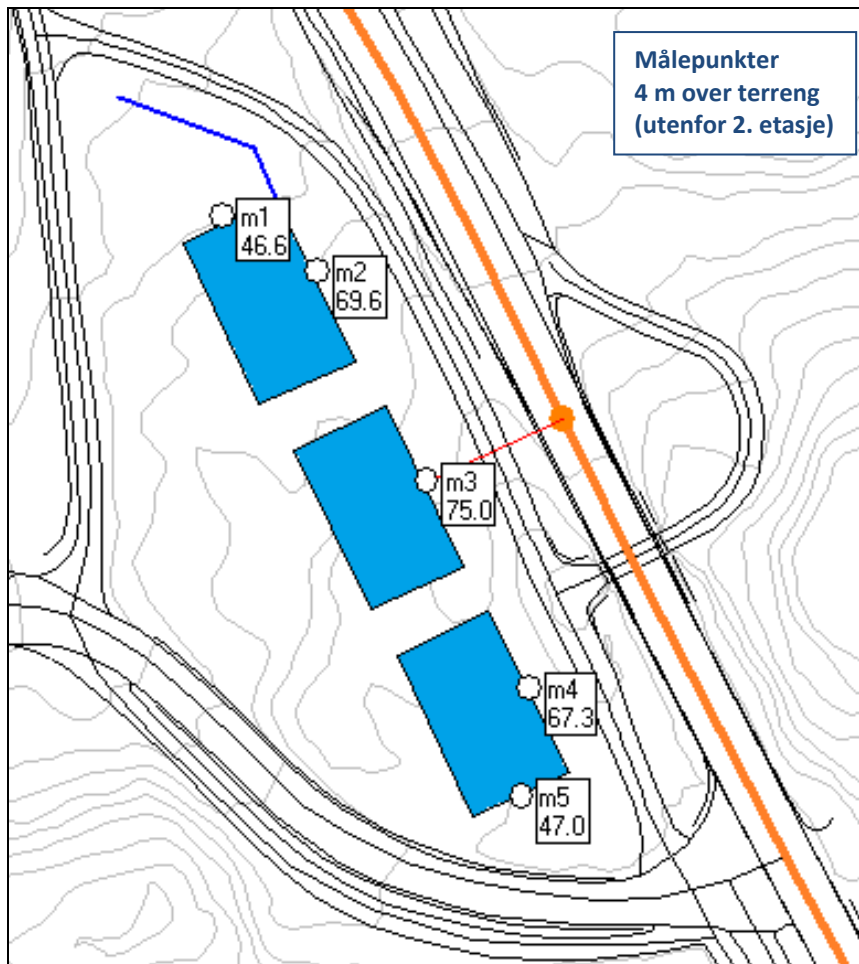 Målepunkter
4 m over terreng
(utenfor 2. etasje)
m1
46.6
m2
69.6
m3
75.0
m4
67.3
m5
47.0